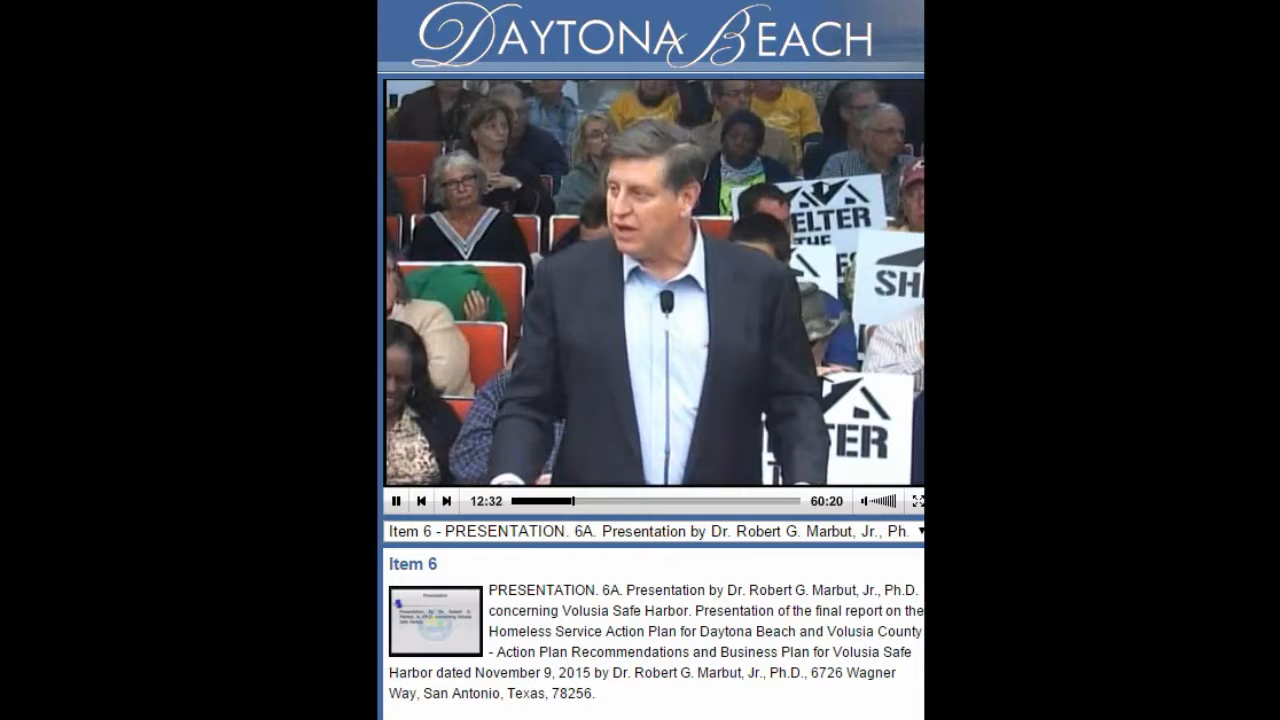 DAYTONA BEACH
ELTER
THE
ES
SH
TER
12:32
60:20
Item 6 - PRESENTATION. 6A. Presentation by Dr. Robert G. Marbut, Jr., Ph.
Item 6
PRESENTATION. 6A. Presentation by Dr. Robert G. Marbut, Jr., Ph.D.
concerning Volusia Safe Harbor. Presentation of the final report on the
Homeless Service Action Plan for Daytona Beach and Volusia County
- Action Plan Recommendations and Business Plan for Volusia Safe
Harbor dated November 9, 2015 by Dr. Robert G. Marbut, Jr., Ph.D., 6726 Wagner
Way, San Antonio, Texas, 78256.